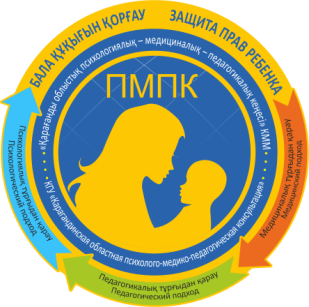 БАЛА ҚҰҚЫҒЫН ҚОРҒАУ
ЗАЩИТА ПРАВ РЕБЕНКА
«Қарағанды облыстық психологиялық – медициналық – педагогикалық кеңесі» КММ
КГУ «Карагандинская областная психолого-медико-педагогическая консультация»
ПМПК
Психологиялық тұрғыдан қарау
Психологический подход
Медициналық тұрғыдан қарау
Медицинский подход
Педагогикалық тұрғыдан қарау
Педагогический подход